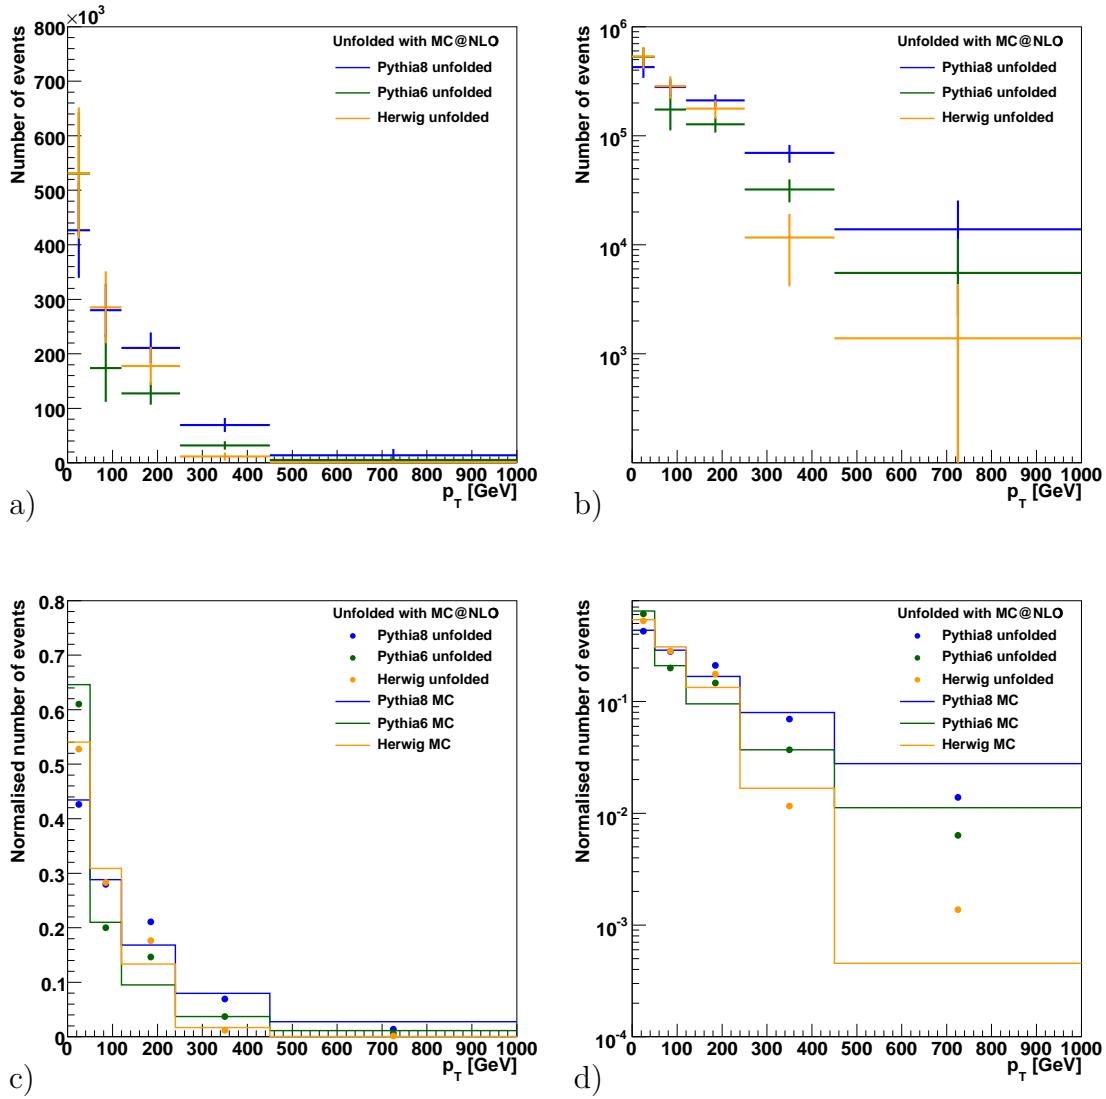 ×10³
800
700
600
500
400
300
200
100
0
Number of events
Unfolded with MC@NLO
Pythia8 unfolded
Pythia6 unfolded
Herwig unfolded
0 100 200 300 400 500 600 700 800 900 1000
p_T [GeV]
a)
10⁶
10⁵
10⁴
10³
Number of events
Unfolded with MC@NLO
Pythia8 unfolded
Pythia6 unfolded
Herwig unfolded
0 100 200 300 400 500 600 700 800 900 1000
p_T [GeV]
b)
0.8
0.7
0.6
0.5
0.4
0.3
0.2
0.1
0
Normalised number of events
Unfolded with MC@NLO
Pythia8 unfolded
Pythia6 unfolded
Herwig unfolded
Pythia8 MC
Pythia6 MC
Herwig MC
0 100 200 300 400 500 600 700 800 900 1000
p_T [GeV]
c)
10⁻¹
10⁻²
10⁻³
10⁻⁴
Normalised number of events
Unfolded with MC@NLO
Pythia8 unfolded
Pythia6 unfolded
Herwig unfolded
Pythia8 MC
Pythia6 MC
Herwig MC
0 100 200 300 400 500 600 700 800 900 1000
p_T [GeV]
d)